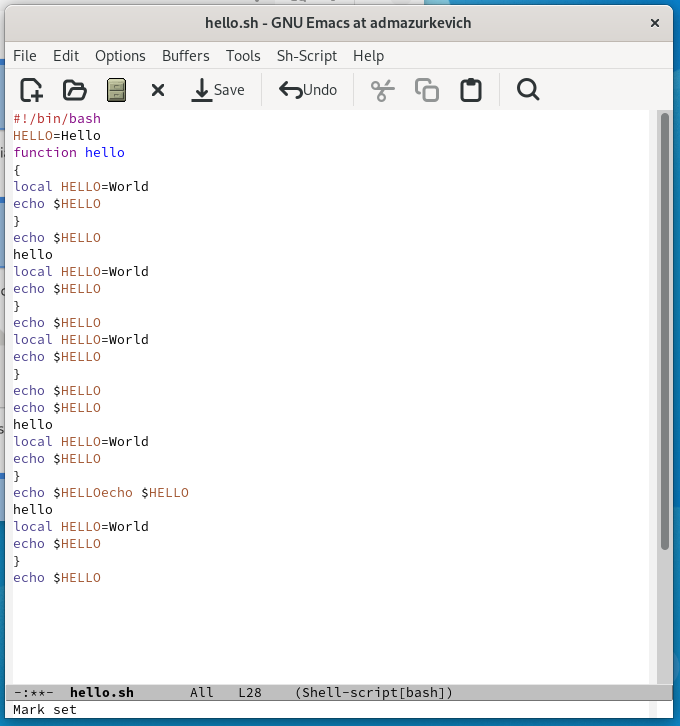 hello.sh - GNU Emacs at admazurkevich
File Edit Options Buffers Tools Sh-Script Help
Save Undo
#!/bin/bash
HELLO=Hello
function hello
{
local HELLO=World
echo $HELLO
}
echo $HELLO
hello
local HELLO=World
echo $HELLO
}
echo $HELLO
local HELLO=World
echo $HELLO
}
echo $HELLO
echo $HELLO
hello
local HELLO=World
echo $HELLO
}
echo $HELLOecho $HELLO
hello
local HELLO=World
echo $HELLO
}
echo $HELLO
-:**- hello.sh All L28 (Shell-script[bash])
Mark set